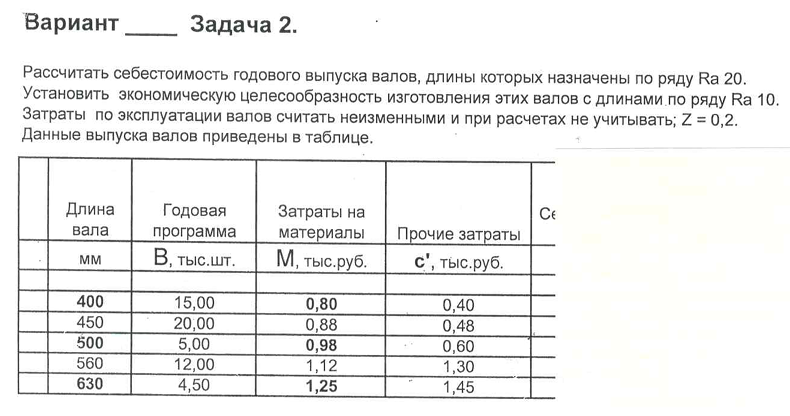 Вариант ____ Задача 2.
Рассчитать себестоимость годового выпуска валов, длины которых назначены по ряду Ra 20.
Установить экономическую целесообразность изготовления этих валов с длинами по ряду Ra 10.
Затраты по эксплуатации валов считать неизменными и при расчетах не учитывать; Z = 0,2.
Данные выпуска валов приведены в таблице.
Длина вала Годовая программа Затраты на материалы Прочие затраты Се
мм В, тыс.шт. М, тыс.руб. с', тыс.руб.
400 15,00 0,80 0,40
450 20,00 0,88 0,48
500 5,00 0,98 0,60
560 12,00 1,12 1,30
630 4,50 1,25 1,45